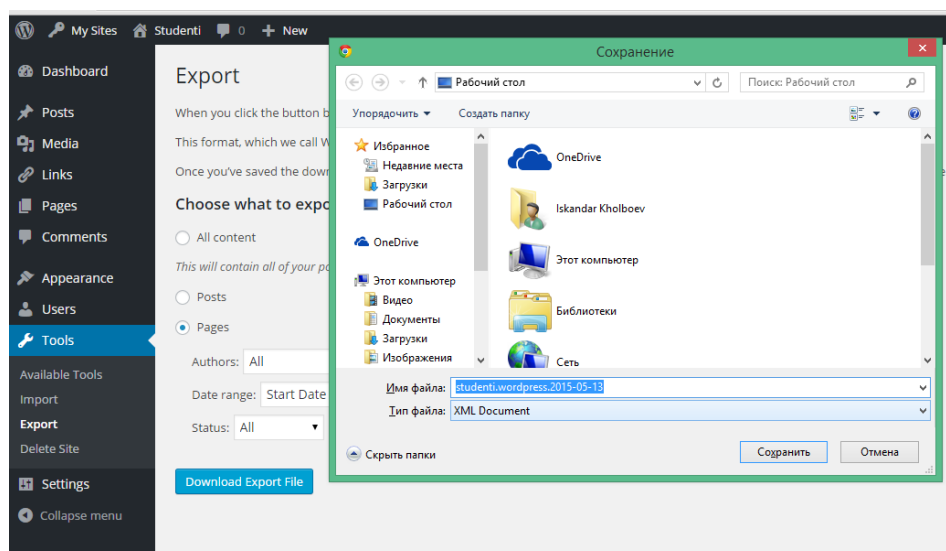 My Sites Studenti 0 New
Dashboard
Posts
Media
Links
Pages
Comments
Appearance
Users
Tools
Available Tools
Import
Export
Delete Site
Settings
Collapse menu
Export
When you click the button b
This format, which we call W
Once you've saved the down
Choose what to expo
All content
This will contain all of your po
Posts
Pages
Authors: All
Date range: Start Date
Status: All
Download Export File
Сохранение
Рабочий стол
Поиск: Рабочий стол
Упорядочить Создать папку
Избранное
Недавние места
Загрузки
Рабочий стол
OneDrive
Этот компьютер
Видео
Документы
Загрузки
Изображения
OneDrive
Iskandar Kholboev
Этот компьютер
Библиотеки
Сеть
Имя файла: studenti.wordpress.2015-05-13
Тип файла: XML Document
Скрыть папки
Сохранить Отмена